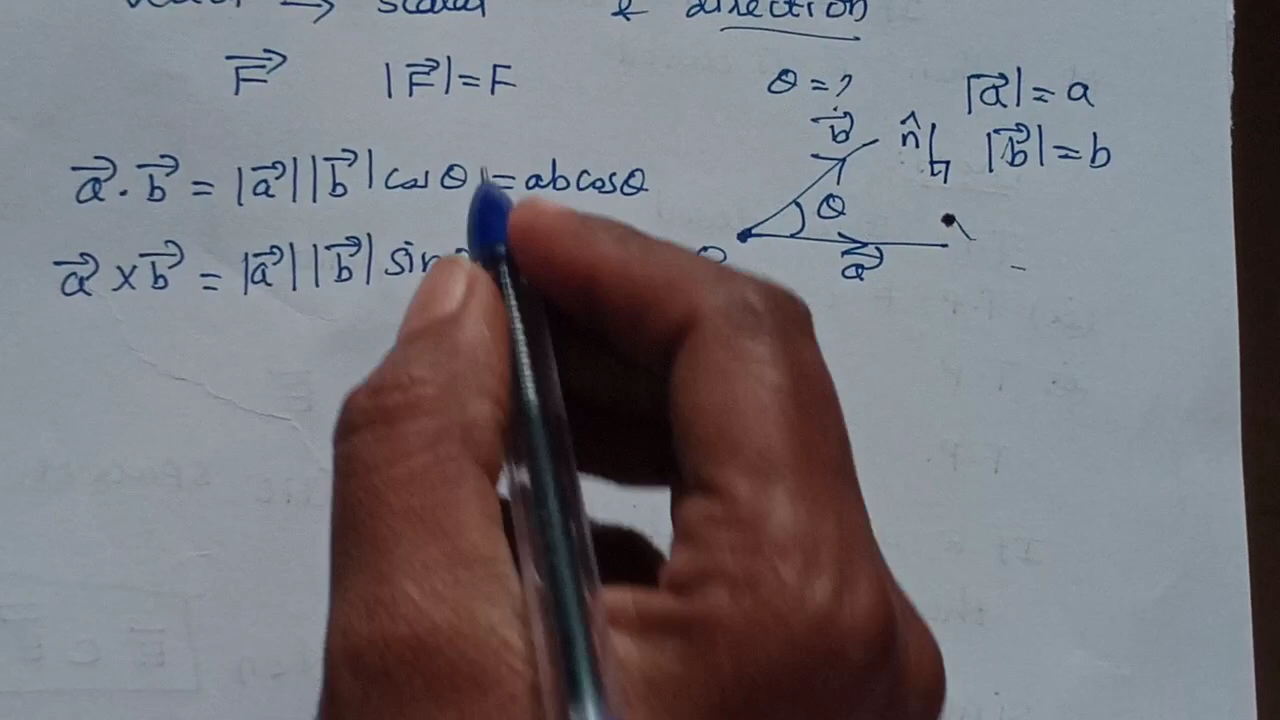 → scalar & direction
F⃗ |F⃗| = F θ = ? |a⃗| = a
b⃗ n̂ |b⃗| = b
a⃗ . b⃗ = |a⃗| |b⃗| cos θ = ab cos θ θ
a⃗ × b⃗ = |a⃗| |b⃗| sin a⃗